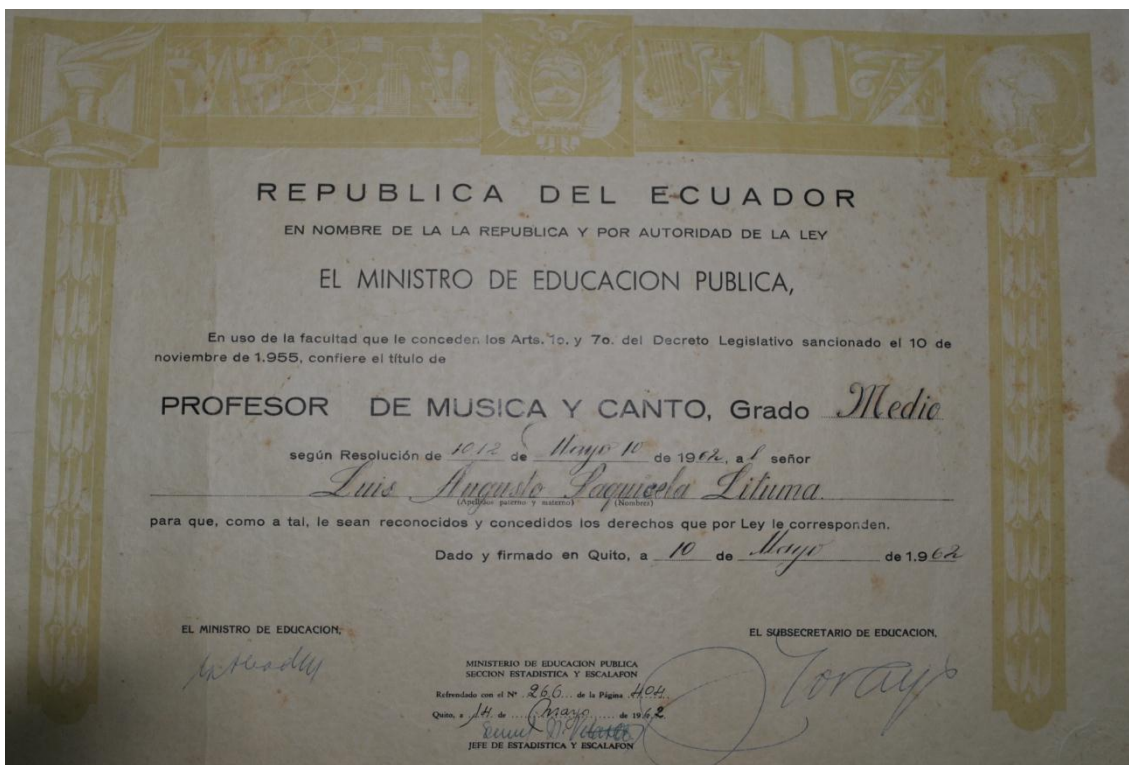 REPUBLICA DEL ECUADOR
EN NOMBRE DE LA LA REPUBLICA Y POR AUTORIDAD DE LA LEY
EL MINISTRO DE EDUCACION PUBLICA,
En uso de la facultad que le conceden los Arts. 1o. y 7o. del Decreto Legislativo sancionado el 10 de
noviembre de 1.955, confiere el título de
PROFESOR DE MUSICA Y CANTO, Grado Medio
según Resolución de 1012 de Mayo 10 de 1962, al señor
Luis Augusto Saquicela Lituma.
(Apellidos paterno y materno) (Nombres)
para que, como a tal, le sean reconocidos y concedidos los derechos que por Ley le corresponden.
Dado y firmado en Quito, a 10 de Mayo de 1.962
EL MINISTRO DE EDUCACION,
EL SUBSECRETARIO DE EDUCACION,
MINISTERIO DE EDUCACION PUBLICA
SECCION ESTADISTICA Y ESCALAFON
Refrendado con el Nº 266 de la Página 404
Quito, a 14 de Mayo de 1962
JEFE DE ESTADISTICA Y ESCALAFON